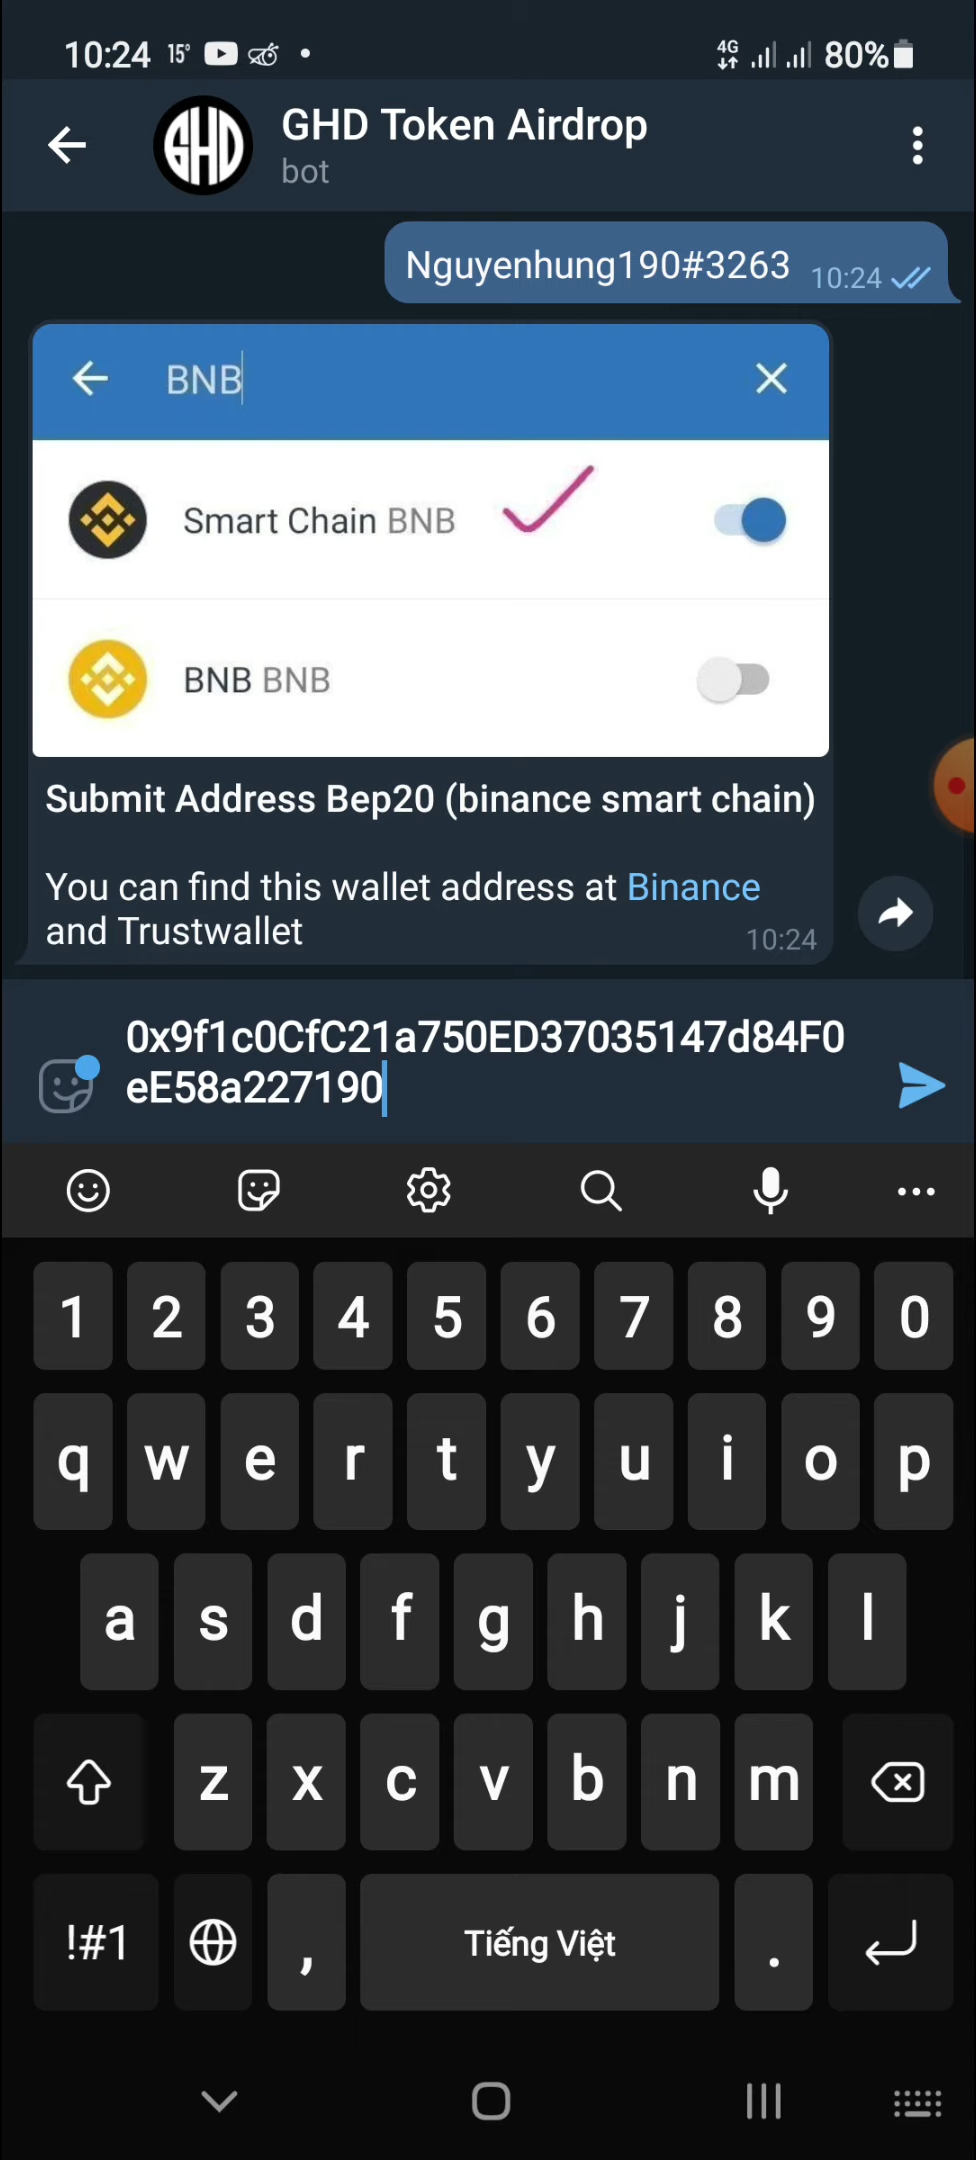 10:24 15° 4G 80%
GHD GHD Token Airdrop
bot
Nguyenhung190#3263 10:24
BNB
Smart Chain BNB
BNB BNB
Submit Address Bep20 (binance smart chain)
You can find this wallet address at Binance
and Trustwallet 10:24
0x9f1c0CfC21a750ED37035147d84F0
eE58a227190
1 2 3 4 5 6 7 8 9 0
q w e r t y u i o p
a s d f g h j k l
z x c v b n m
!#1 , Tiếng Việt .